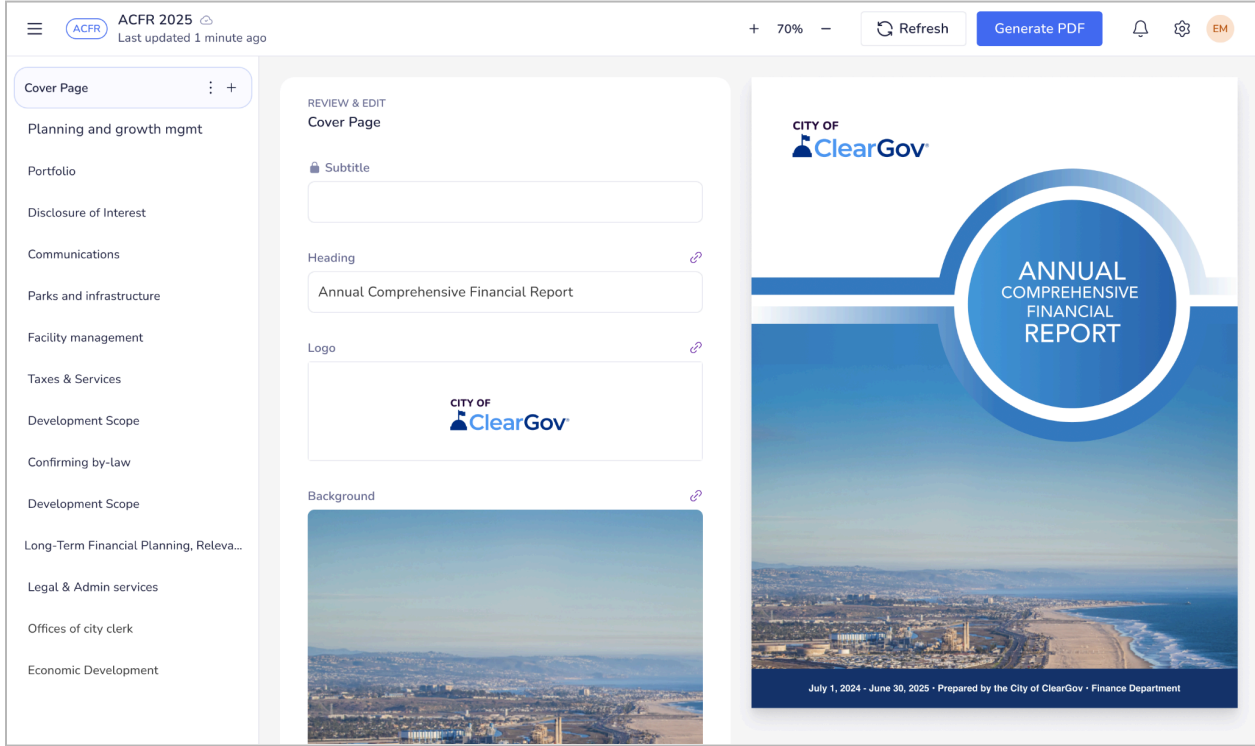 ACFR
ACFR 2025
Last updated 1 minute ago
+ 70% −
Refresh
Generate PDF
EM
Cover Page
Planning and growth mgmt
Portfolio
Disclosure of Interest
Communications
Parks and infrastructure
Facility management
Taxes & Services
Development Scope
Confirming by-law
Development Scope
Long-Term Financial Planning, Releva...
Legal & Admin services
Offices of city clerk
Economic Development
REVIEW & EDIT
Cover Page
Subtitle
Heading
Annual Comprehensive Financial Report
Logo
CITY OF
ClearGov®
Background
CITY OF
ClearGov®
ANNUAL
COMPREHENSIVE
FINANCIAL
REPORT
July 1, 2024 - June 30, 2025 · Prepared by the City of ClearGov · Finance Department